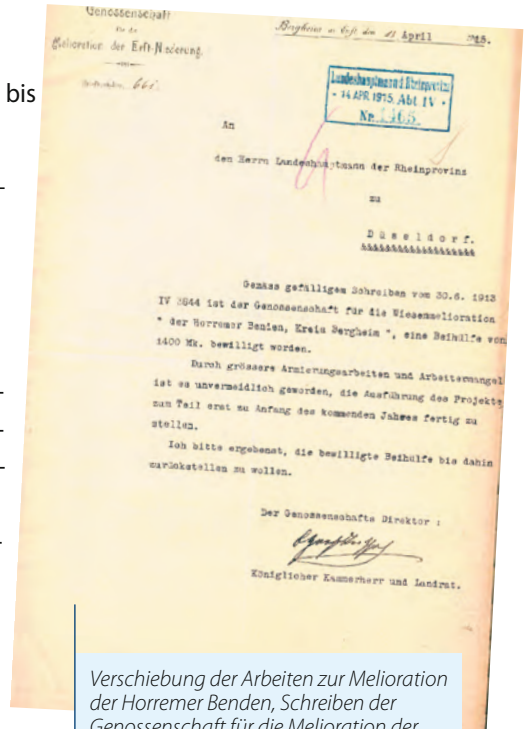 Genossenschaft
für die
Melioration der Erft-Niederung.
Bergheim a. Erft den 11 April 1915.
661.
Landeshauptmann d. Rheinprovinz
- 14 APR. 1915. Abt. IV -
Nr. 1465.
bis
An
den Herrn Landeshauptmann der Rheinprovinz
zu
Düseldorf.
Gemäss gefälligem Schreiben vom 30.6. 1913
IV 2844 ist der Genossenschaft für die Wiesenmelioration
" der Horremer Benden, Kreis Bergheim ", eine Beihülfe von
1400 Mk. bewilligt worden.
Durch grössere Armierungsarbeiten und Arbeitermangel
ist es unvermeidlich geworden, die Ausführung des Projekts
zum Teil erst zu Anfang des kommenden Jahres fertig zu
stellen.
Ich bitte ergebenst, die bewilligte Beihülfe bis dahin
zurückstellen zu wollen.
Der Genossenschafts Direktor :
Königlicher Kammerherr und Landrat.
Verschiebung der Arbeiten zur Melioration
der Horremer Benden, Schreiben der
Genossenschaft für die Melioration der